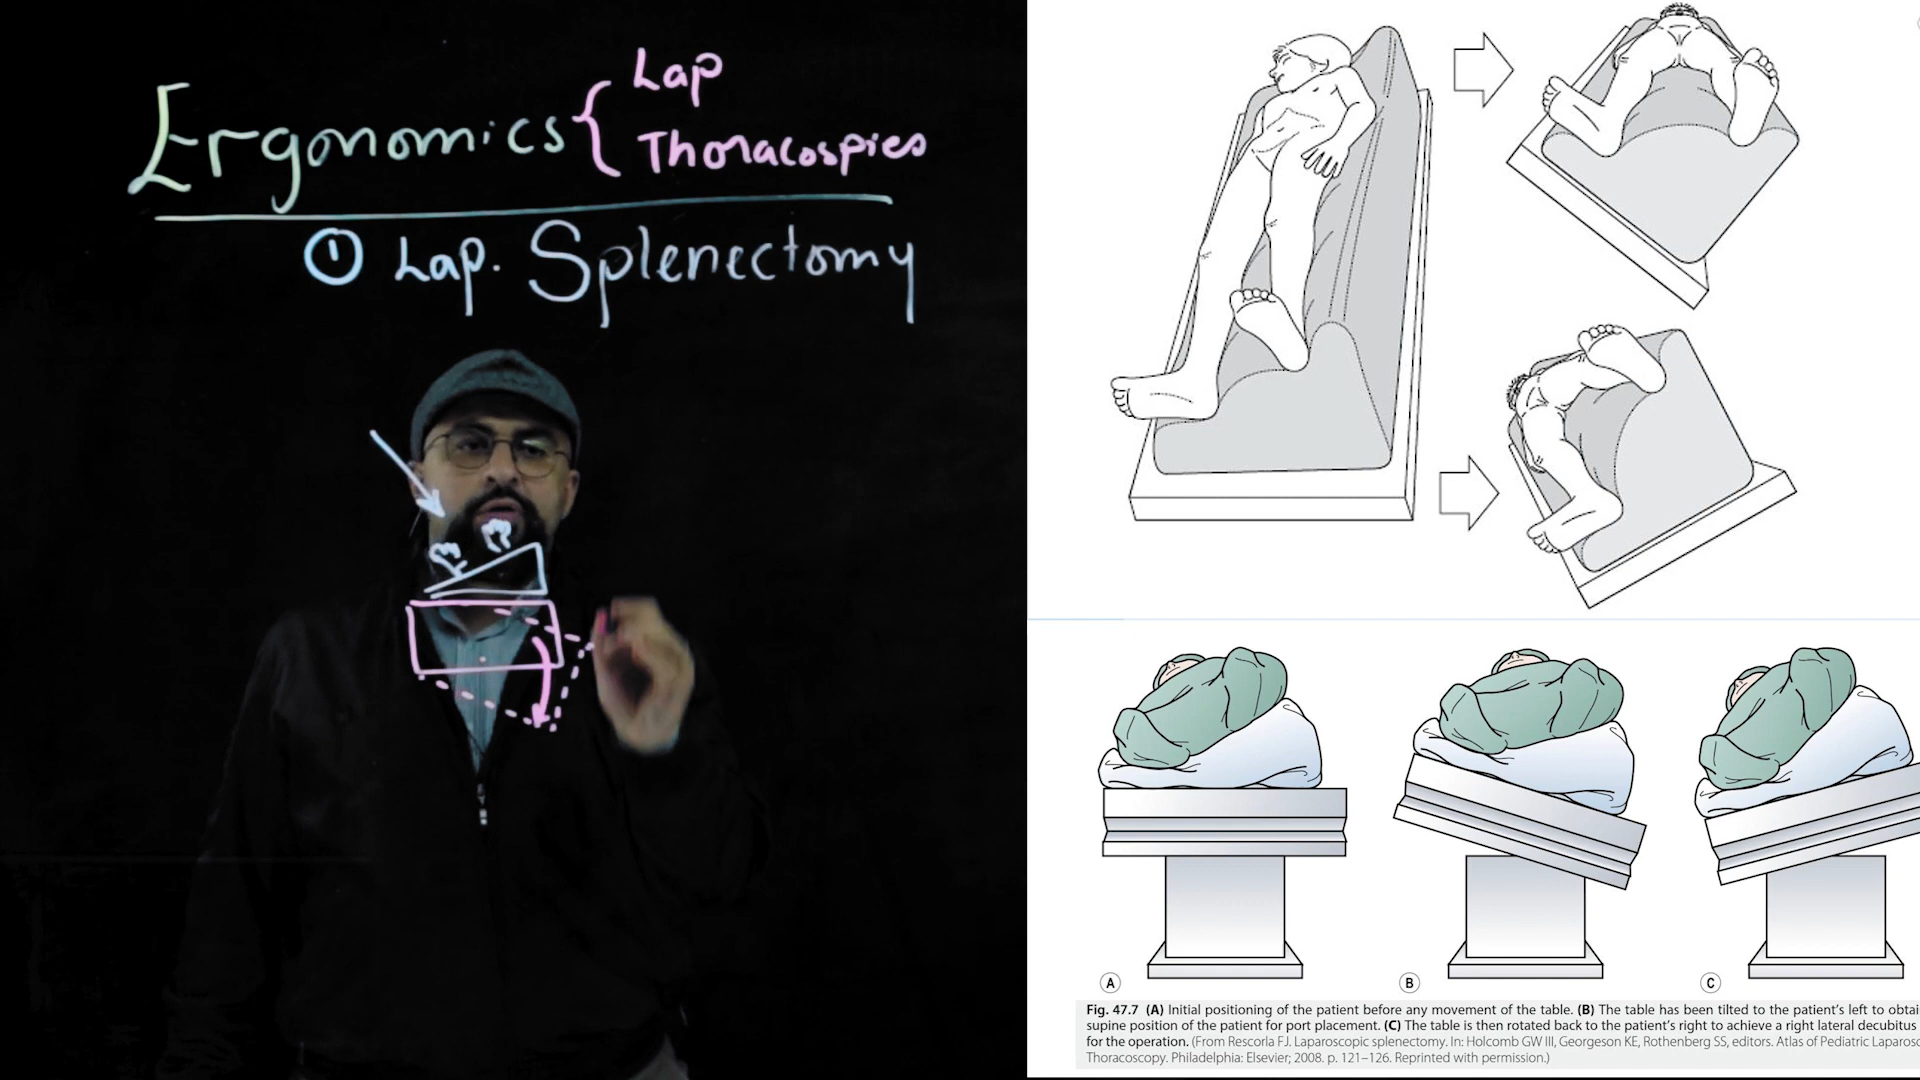 Ergonomics { Lap
Thoracospies
① Lap. Splenectomy
A
B
C
Fig. 47.7 (A) Initial positioning of the patient before any movement of the table. (B) The table has been tilted to the patient's left to obtai
supine position of the patient for port placement. (C) The table is then rotated back to the patient's right to achieve a right lateral decubitus
for the operation. (From Rescorla FJ. Laparoscopic splenectomy. In: Holcomb GW III, Georgeson KE, Rothenberg SS, editors. Atlas of Pediatric Laparosc
Thoracoscopy. Philadelphia: Elsevier; 2008. p. 121–126. Reprinted with permission.)